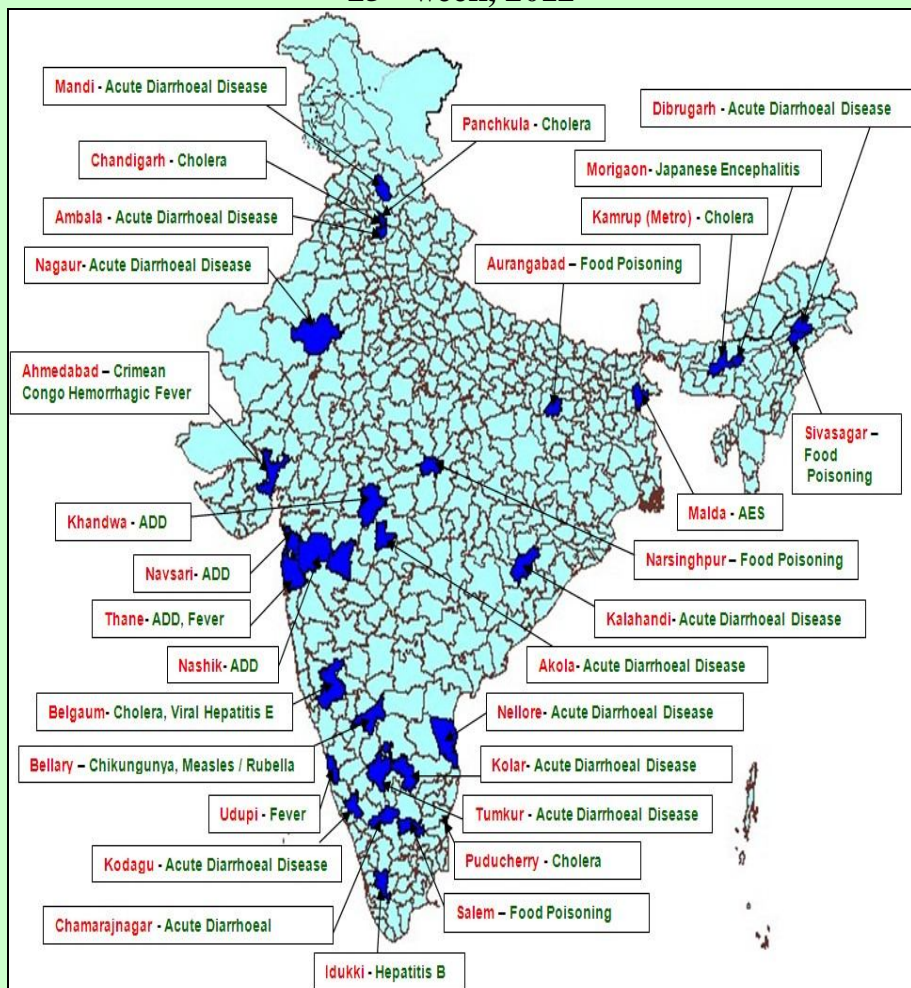 week,
Mandi - Acute Diarrhoeal Disease
Dibrugarh - Acute Diarrhoeal Disease
Panchkula - Cholera
Chandigarh - Cholera
Morigaon- Japanese Encephalitis
Ambala - Acute Diarrhoeal Disease
Kamrup (Metro) - Cholera
Nagaur- Acute Diarrhoeal Disease
Aurangabad – Food Poisoning
Ahmedabad – Crimean
Congo Hemorrhagic Fever
Sivasagar –
Food
Poisoning
Malda - AES
Khandwa - ADD
Narsinghpur – Food Poisoning
Navsari- ADD
Thane- ADD, Fever
Kalahandi- Acute Diarrhoeal Disease
Nashik- ADD
Akola - Acute Diarrhoeal Disease
Belgaum- Cholera, Viral Hepatitis E
Nellore- Acute Diarrhoeal Disease
Bellary – Chikungunya, Measles / Rubella
Kolar- Acute Diarrhoeal Disease
Udupi - Fever
Tumkur - Acute Diarrhoeal Disease
Kodagu - Acute Diarrhoeal Disease
Puducherry - Cholera
Chamarajnagar - Acute Diarrhoeal
Salem – Food Poisoning
Idukki - Hepatitis B